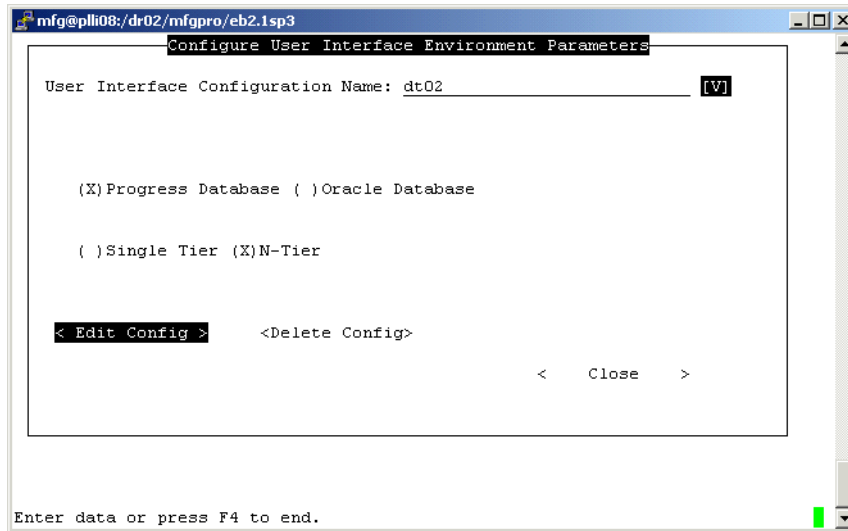 mfg@plli08:/dr02/mfgpro/eb2.1sp3
Configure User Interface Environment Parameters
User Interface Configuration Name: dt02 [V]
(X)Progress Database ( )Oracle Database
( )Single Tier (X)N-Tier
< Edit Config > <Delete Config>
< Close >
Enter data or press F4 to end.